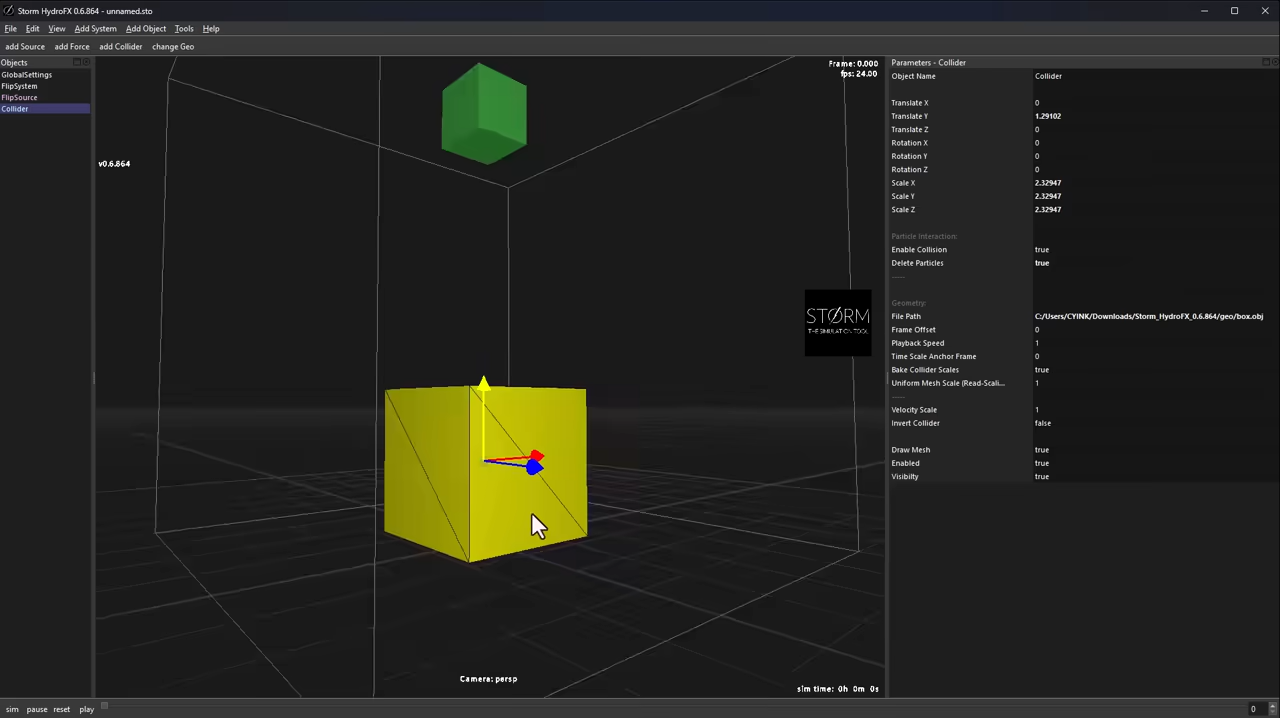 Storm HydroFX 0.6.864 - unnamed.sto
File Edit View Add System Add Object Tools Help
add Source add Force add Collider change Geo
Objects
GlobalSettings
FlipSystem
FlipSource
Collider
v0.6.864
Frame: 0.000
fps: 24.00
STORM
THE SIMULATION TOOL
Camera: persp
sim time: 0h 0m 0s
Parameters - Collider
Object Name Collider
Translate X 0
Translate Y 1.29102
Translate Z 0
Rotation X 0
Rotation Y 0
Rotation Z 0
Scale X 2.32947
Scale Y 2.32947
Scale Z 2.32947
Particle Interaction:
Enable Collision true
Delete Particles true
-----
Geometry:
File Path C:/Users/CYINK/Downloads/Storm_HydroFX_0.6.864/geo/box.obj
Frame Offset 0
Playback Speed 1
Time Scale Anchor Frame 0
Bake Collider Scales true
Uniform Mesh Scale (Read-Scali... 1
-----
Velocity Scale 1
Invert Collider false
Draw Mesh true
Enabled true
Visibilty true
sim pause reset play 0